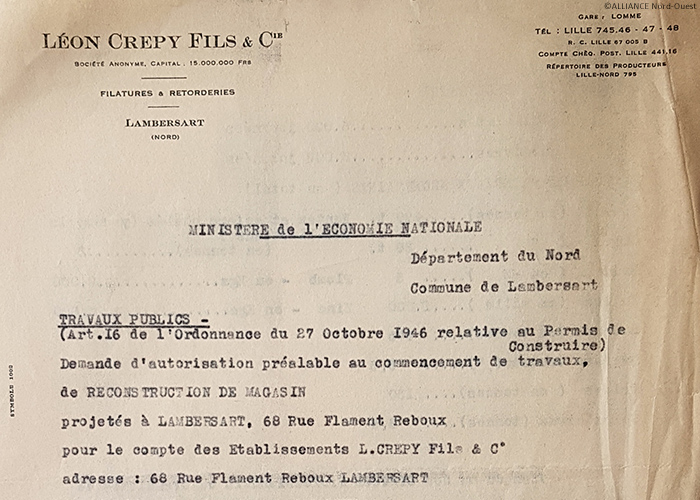 ©ALLIANCE Nord-Ouest
LÉON CREPY FILS & CIE
SOCIÉTÉ ANONYME, CAPITAL : 15.000.000 FRS
FILATURES & RETORDERIES
LAMBERSART
(NORD)
GARE : LOMME
TÉL : LILLE 745.46 - 47 - 48
R. C. LILLE 67 005 B
COMPTE CHÈQ. POST. LILLE 441.16
RÉPERTOIRE DES PRODUCTEURS
LILLE-NORD 795
MINISTERE de l'ECONOMIE NATIONALE
Département du Nord
Commune de Lambersart
TRAVAUX PUBLICS -
(Art.I6 de l'Ordonnance du 27 Octobre I946 relative au Permis de
Construire)
Demande d'autorisation préalable au commencement de travaux,
de RECONSTRUCTION DE MAGASIN
projetés à LAMBERSART, 68 Rue Flament Reboux
pour le compte des Etablissements L.CREPY Fils & C°
adresse : 68 Rue Flament Reboux LAMBERSART